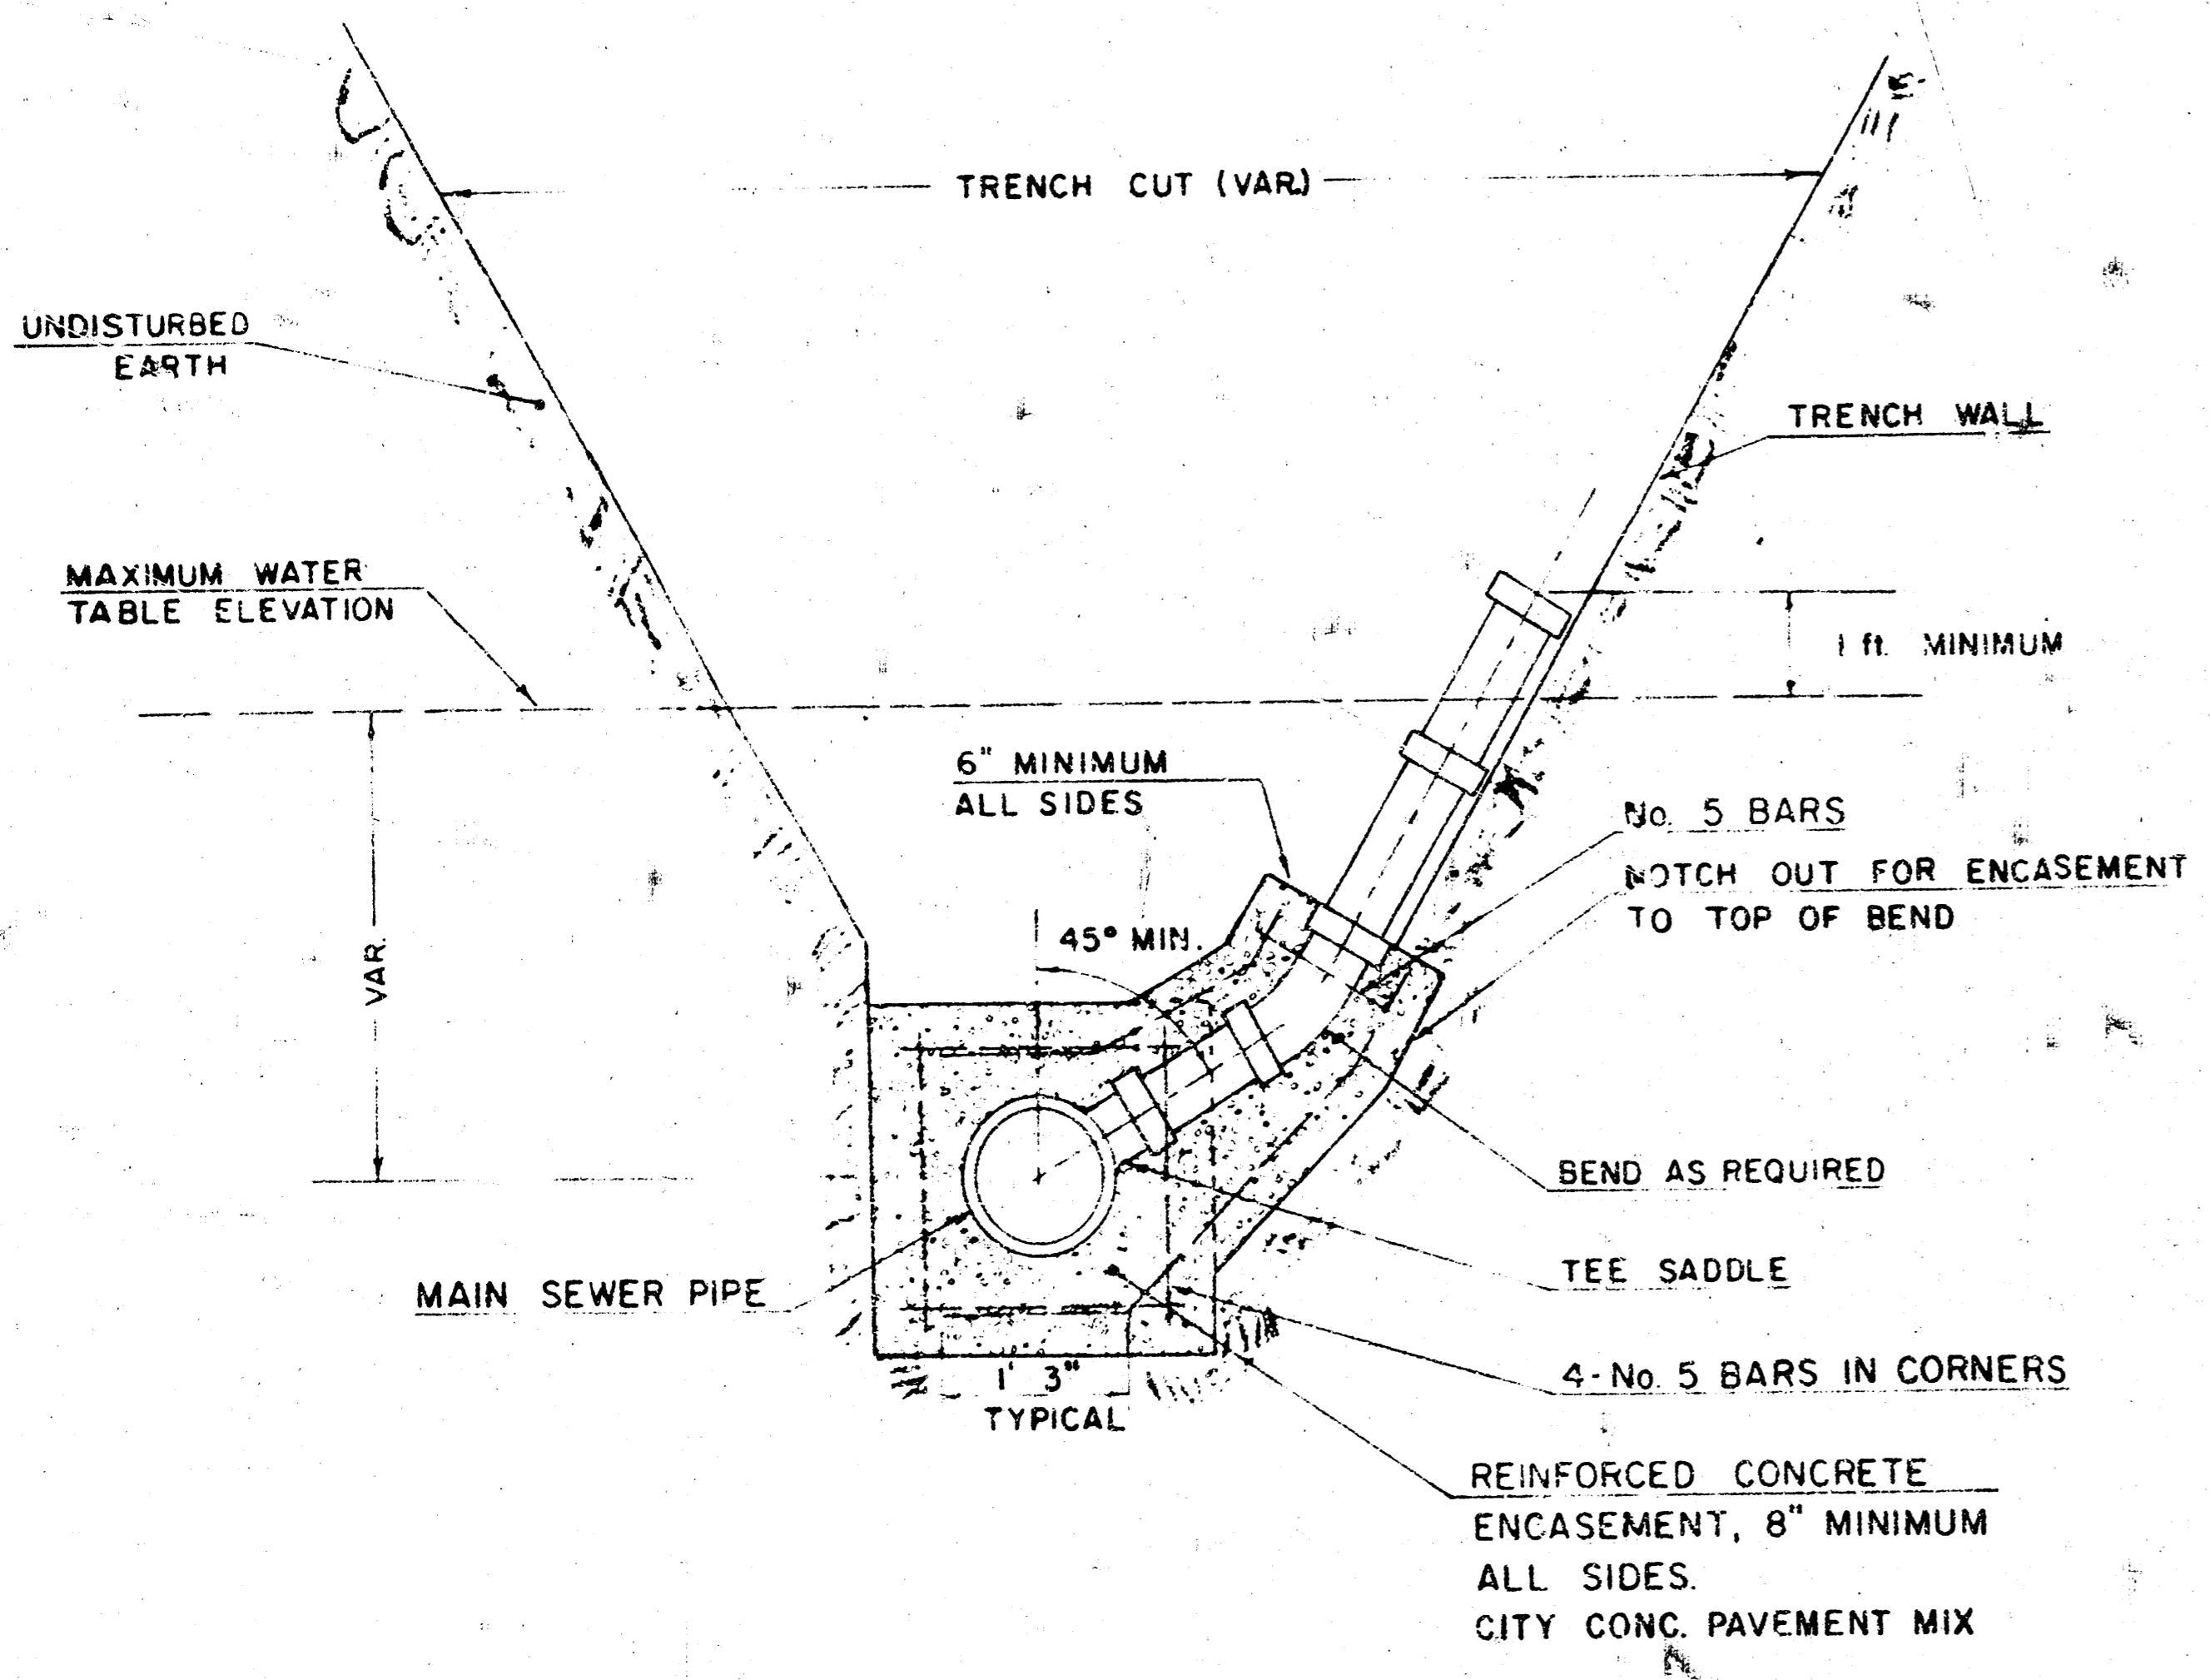 TRENCH CUT (VAR.)
UNDISTURBED
EARTH
TRENCH WALL
MAXIMUM WATER
TABLE ELEVATION
1 ft. MINIMUM
6" MINIMUM
ALL SIDES
No. 5 BARS
NOTCH OUT FOR ENCASEMENT
TO TOP OF BEND
45° MIN.
VAR.
BEND AS REQUIRED
TEE SADDLE
MAIN SEWER PIPE
4-No. 5 BARS IN CORNERS
1' 3"
TYPICAL
REINFORCED CONCRETE
ENCASEMENT, 8" MINIMUM
ALL SIDES.
CITY CONC. PAVEMENT MIX